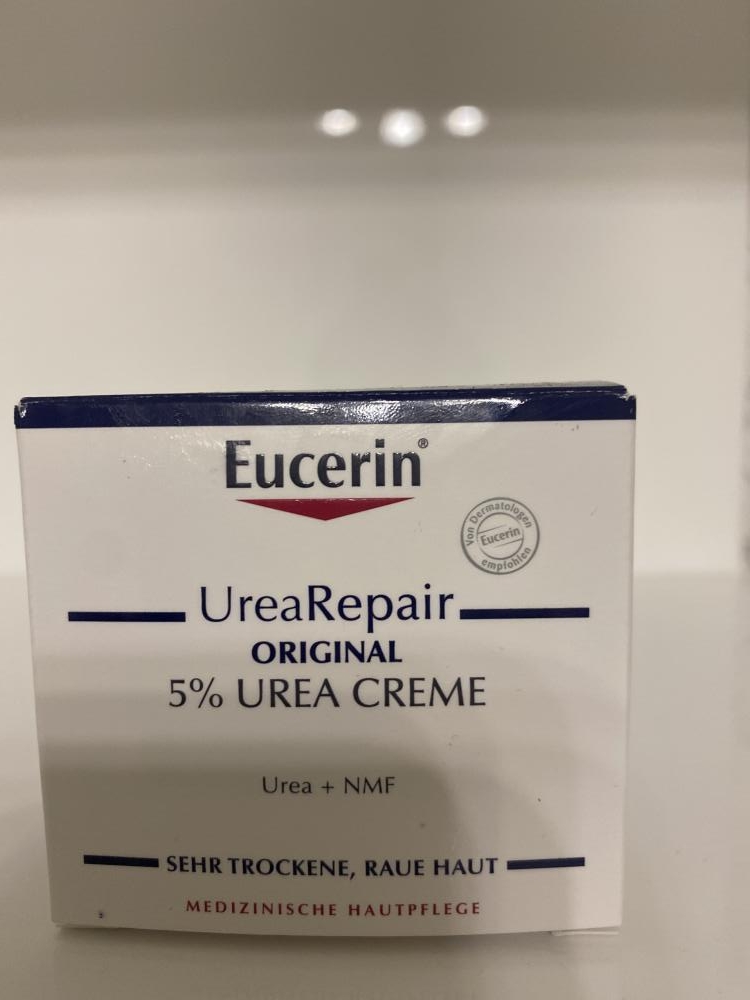 Eucerin®
Von Dermatologen
Eucerin
empfohlen
UreaRepair
ORIGINAL
5% UREA CREME
Urea + NMF
SEHR TROCKENE, RAUE HAUT
MEDIZINISCHE HAUTPFLEGE